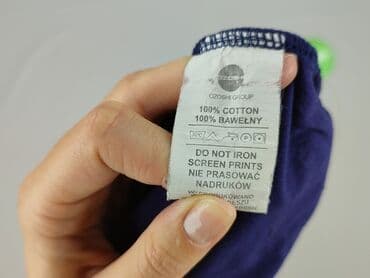 OZOSHI GROUP
100% COTTON
100% BAWEŁNY
DO NOT IRON
SCREEN PRINTS
NIE PRASOWAĆ
NADRUKÓW